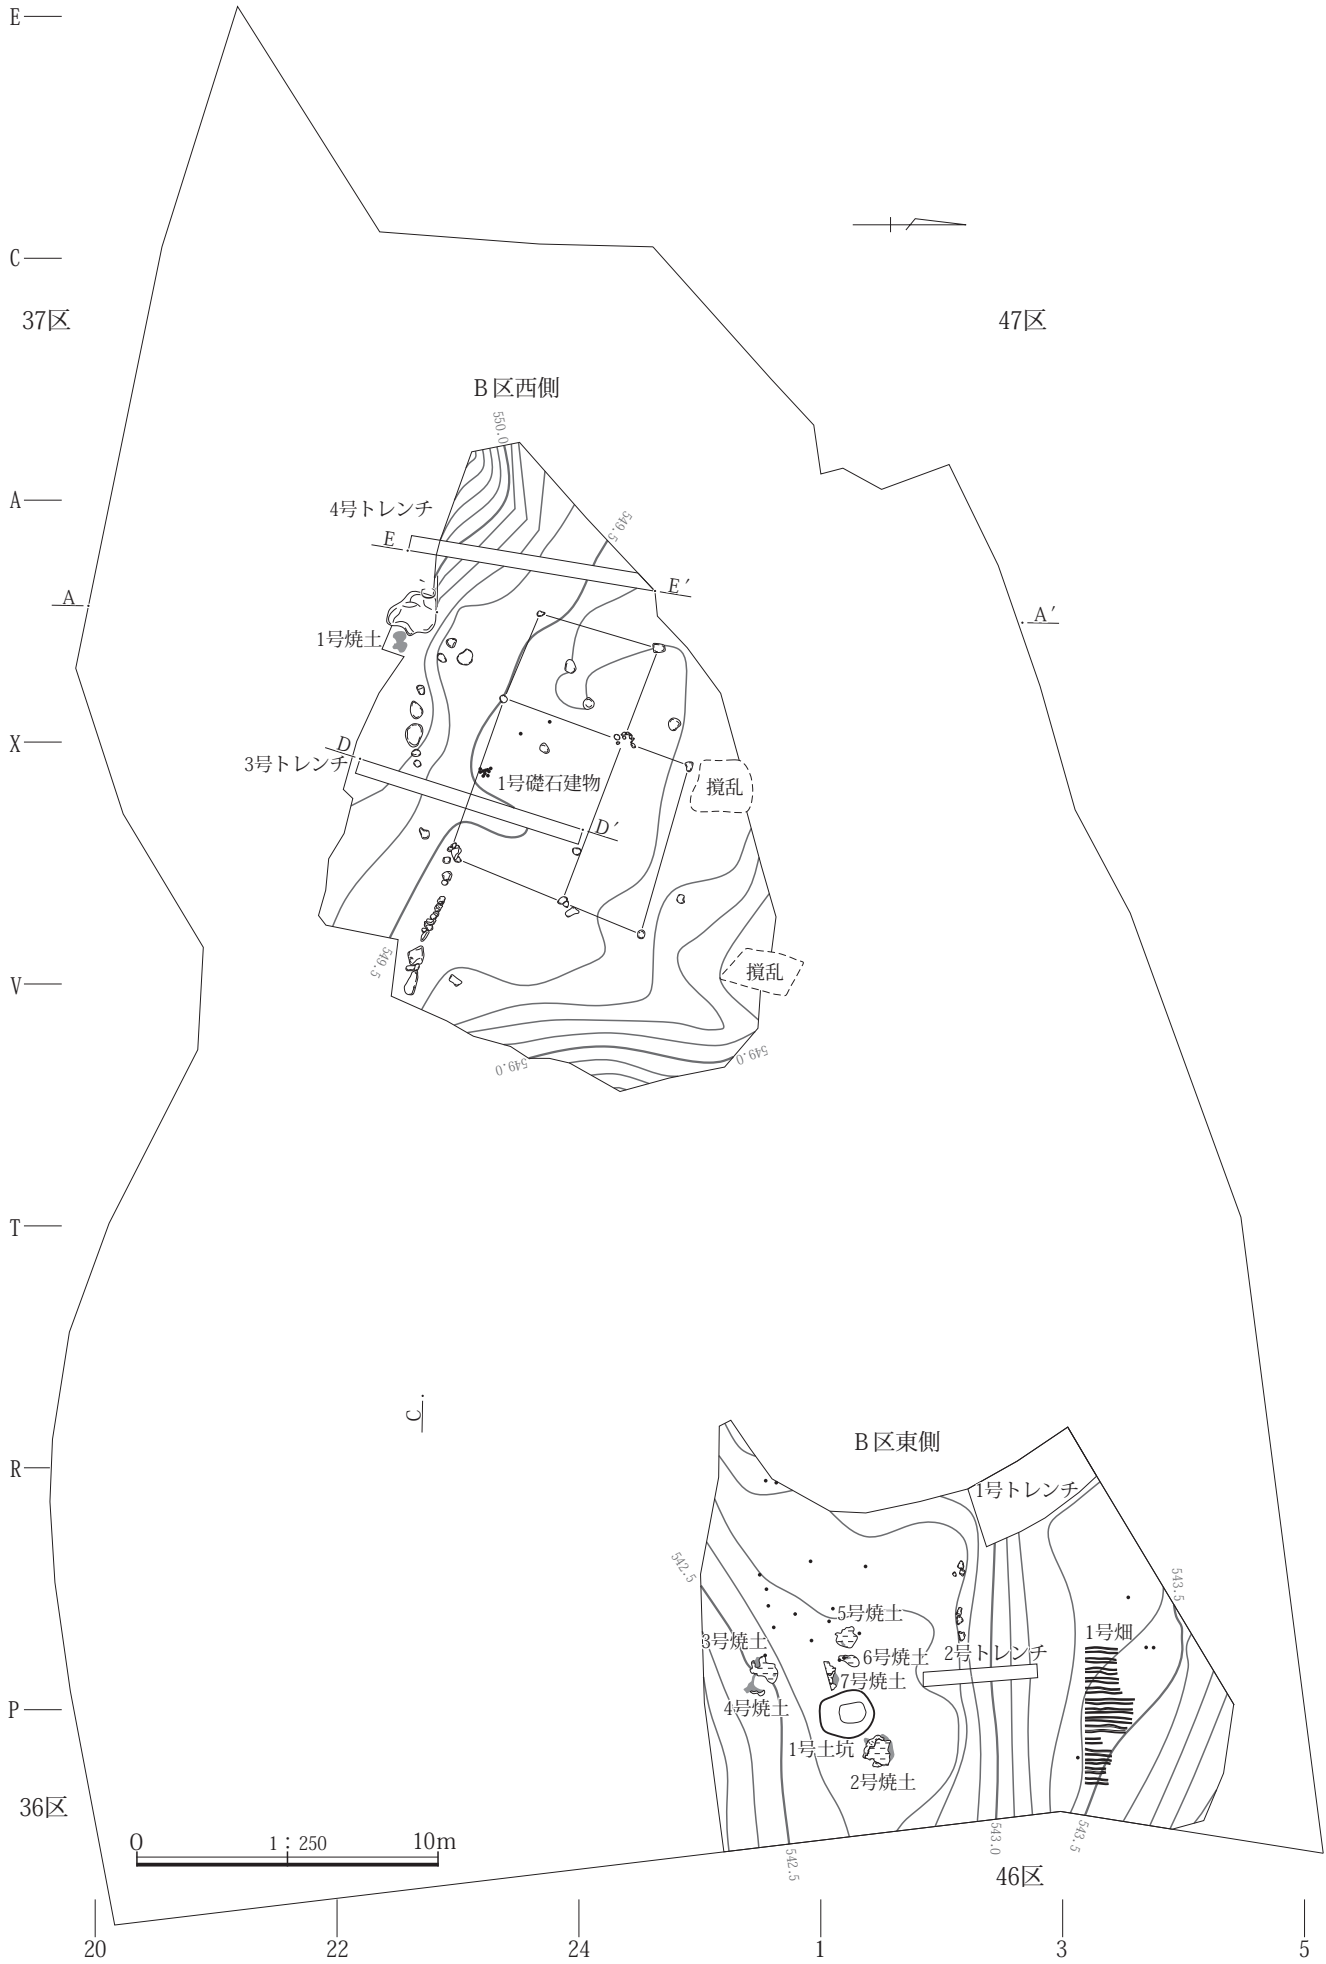 E
C
37区
47区
B区西側
550.0
A
4号トレンチ
549.5
E
E′
A
A′
1号焼土
X
D
3号トレンチ
1号礎石建物
撹乱
D′
549.5
撹乱
V
549.0
549.0
T
C
B区東側
R
1号トレンチ
542.5
543.5
5号焼土
1号畑
3号焼土
6号焼土
2号トレンチ
7号焼土
P
4号焼土
1号土坑
2号焼土
36区
0
1：250
10m
543.0
543.5
542.5
46区
20
22
24
1
3
5